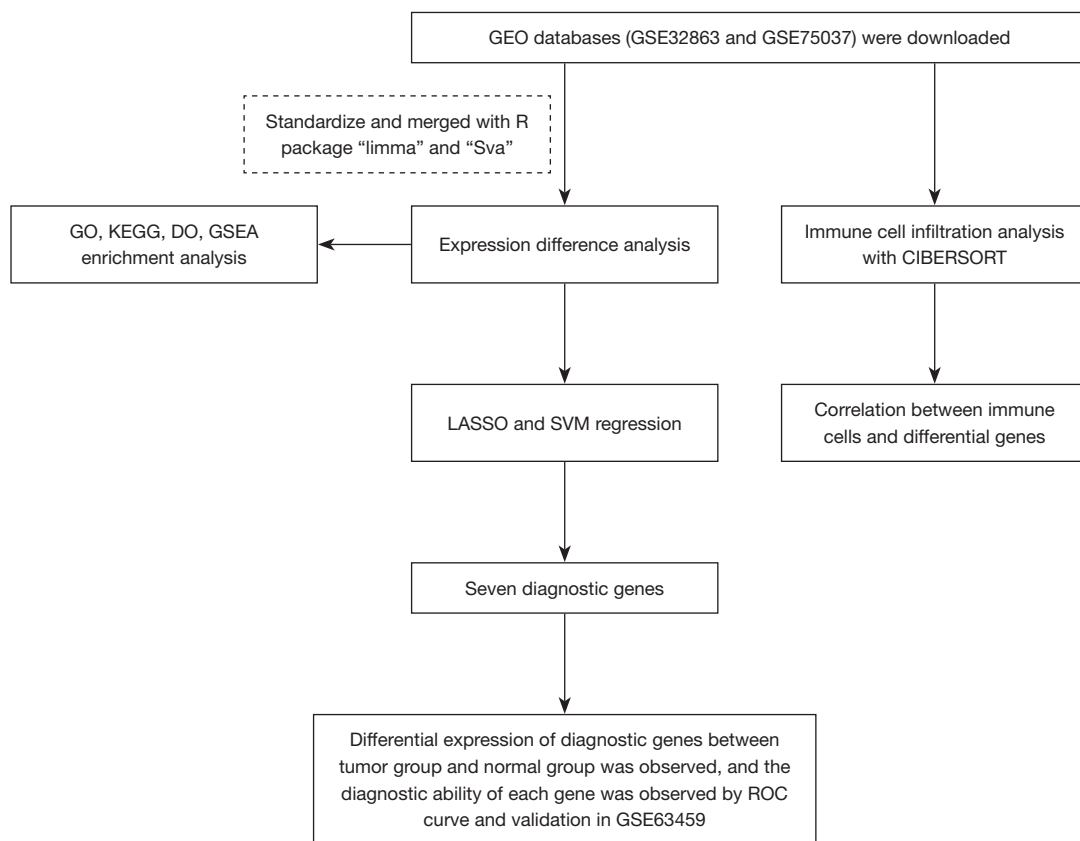 GEO databases (GSE32863 and GSE75037) were downloaded
Standardize and merged with R
package “limma” and “Sva”
GO, KEGG, DO, GSEA
enrichment analysis
Expression difference analysis
Immune cell infiltration analysis
with CIBERSORT
LASSO and SVM regression
Correlation between immune
cells and differential genes
Seven diagnostic genes
Differential expression of diagnostic genes between
tumor group and normal group was observed, and the
diagnostic ability of each gene was observed by ROC
curve and validation in GSE63459